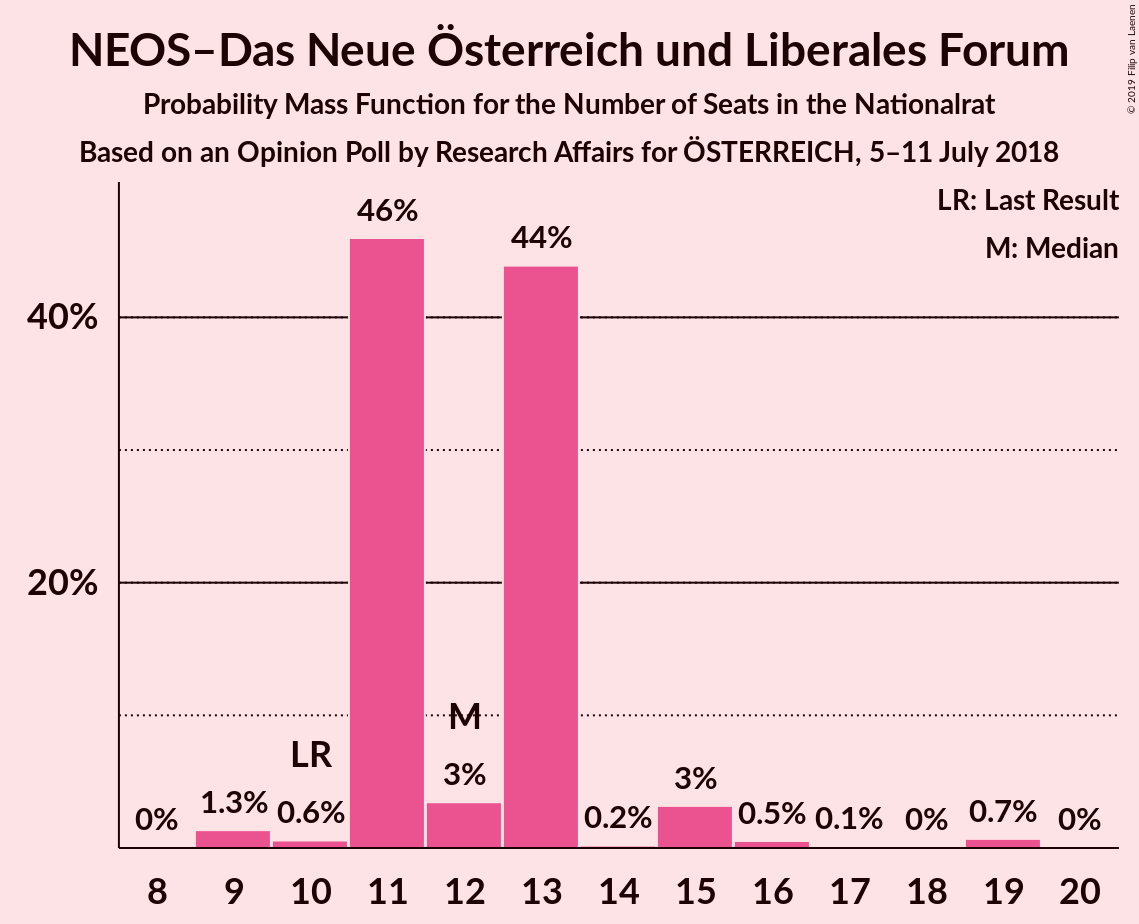 NEOS–Das Neue Österreich und Liberales Forum
Probability Mass Function for the Number of Seats in the Nationalrat
Based on an Opinion Poll by Research Affairs for ÖSTERREICH, 5–11 July 2018
© 2019 Filip van Laenen
LR: Last Result
M: Median
46%
44%
40%
20%
M
LR
3%
3%
0%
1.3%
0.6%
0.2%
0.5%
0.1%
0%
0.7%
0%
8 9 10 11 12 13 14 15 16 17 18 19 20